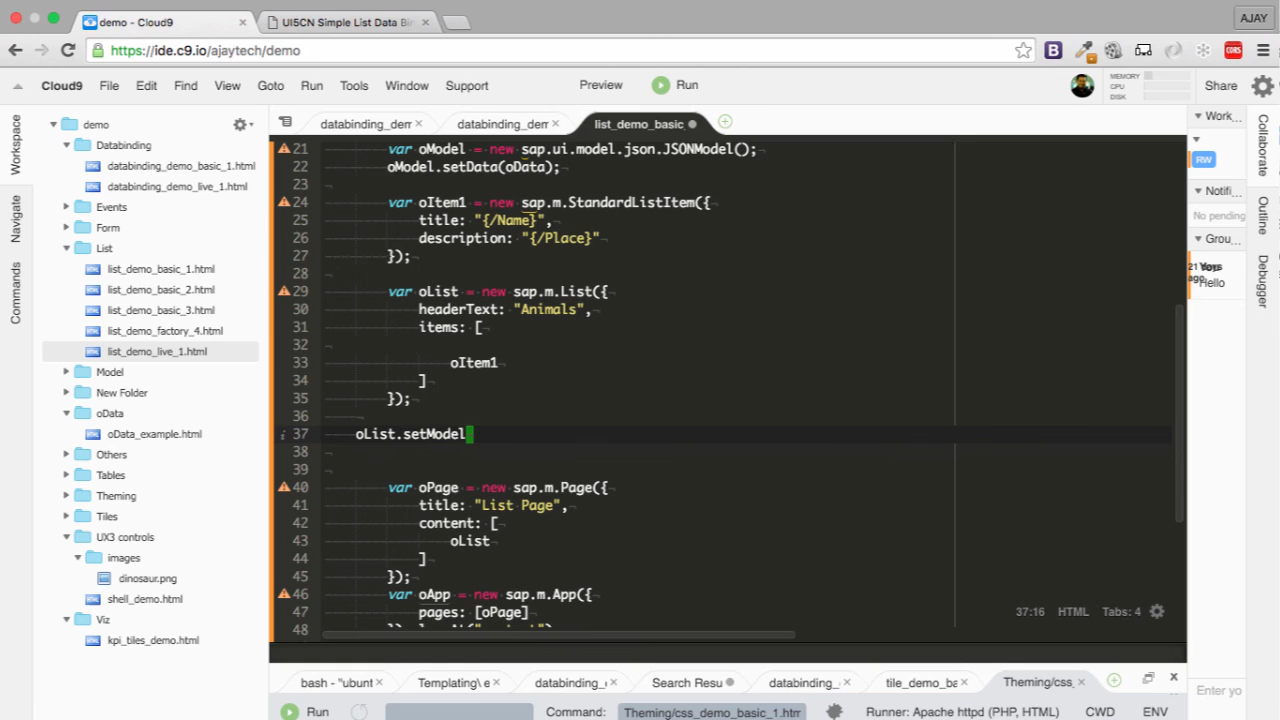 demo - Cloud9
UI5CN Simple List Data Bin
AJAY
https://ide.c9.io/ajaytech/demo
CORS
Cloud9 File Edit Find View Goto Run Tools Window Support Preview Run MEMORY CPU DISK Share
Workspace
Navigate
Commands
demo
Databinding
databinding_demo_basic_1.html
databinding_demo_live_1.html
Events
Form
List
list_demo_basic_1.html
list_demo_basic_2.html
list_demo_basic_3.html
list_demo_factory_4.html
list_demo_live_1.html
Model
New Folder
oData
oData_example.html
Others
Tables
Theming
Tiles
UX3 controls
images
dinosaur.png
shell_demo.html
Viz
kpi_tiles_demo.html
databinding_dem databinding_dem list_demo_basic
21 var oModel = new sap.ui.model.json.JSONModel();
22 oModel.setData(oData);
23
24 var oItem1 = new sap.m.StandardListItem({
25 title: "{/Name}",
26 description: "{/Place}"
27 });
28
29 var oList = new sap.m.List({
30 headerText: "Animals",
31 items: [
32
33 oItem1
34 ]
35 });
36
37 oList.setModel
38
39
40 var oPage = new sap.m.Page({
41 title: "List Page",
42 content: [
43 oList
44 ]
45 });
46 var oApp = new sap.m.App({
47 pages: [oPage]
48
37:16 HTML Tabs: 4
Work...
RW
Notifi...
No pending
Grou...
Hello
Enter yo
Collaborate
Outline
Debugger
bash - "ubunt Templating\ e databinding_ Search Resu databinding_ tile_demo_ba Theming/css_
Run Command: Theming/css_demo_basic_1.htm Runner: Apache httpd (PHP, HTML) CWD ENV